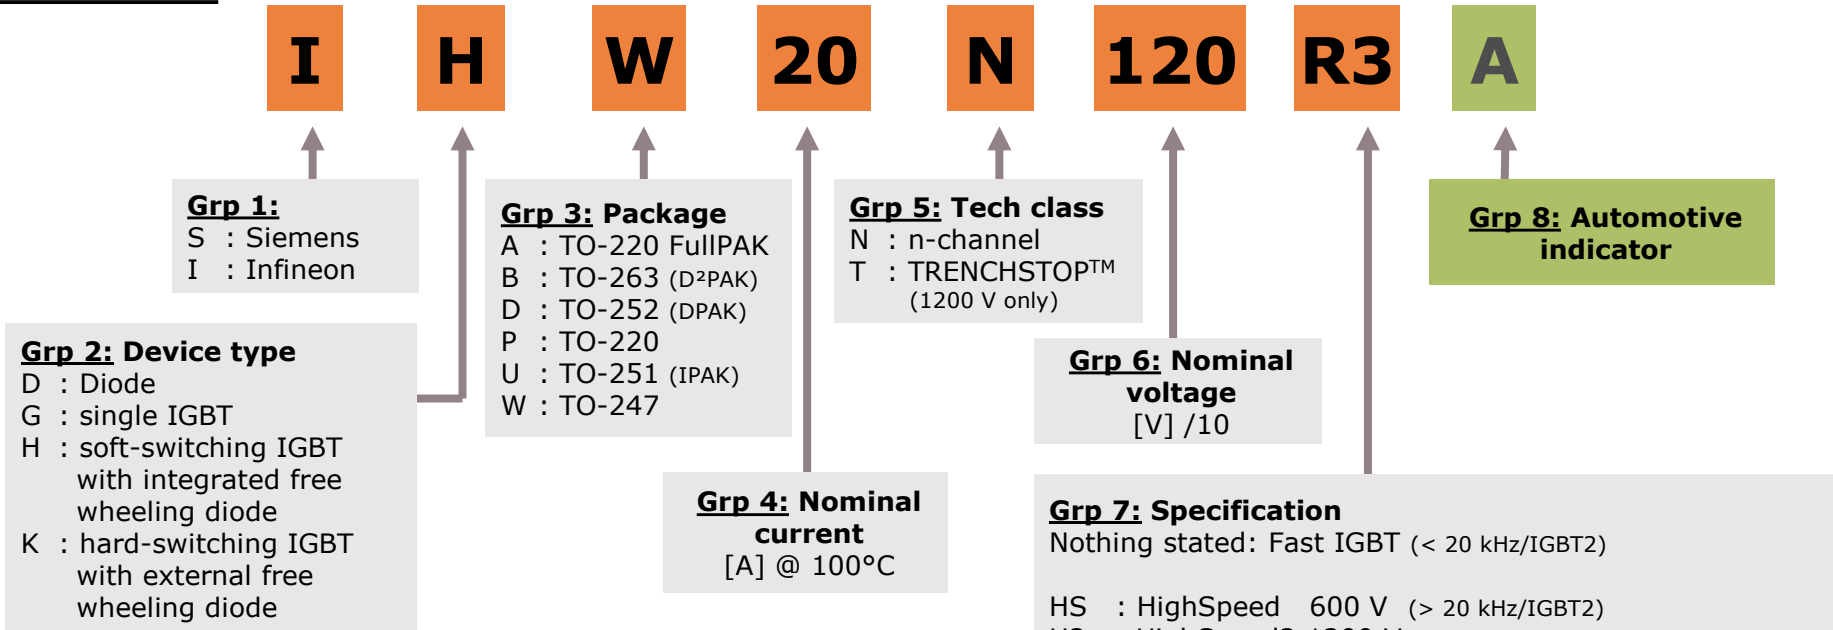 I H W 20 N 120 R3 A
Grp 1:
S : Siemens
I : Infineon
Grp 2: Device type
D : Diode
G : single IGBT
H : soft-switching IGBT
with integrated free
wheeling diode
K : hard-switching IGBT
with external free
wheeling diode
Grp 3: Package
A : TO-220 FullPAK
B : TO-263 (D²PAK)
D : TO-252 (DPAK)
P : TO-220
U : TO-251 (IPAK)
W : TO-247
Grp 4: Nominal
current
[A] @ 100°C
Grp 5: Tech class
N : n-channel
T : TRENCHSTOP™
(1200 V only)
Grp 6: Nominal
voltage
[V] /10
Grp 7: Specification
Nothing stated: Fast IGBT (< 20 kHz/IGBT2)
HS : HighSpeed 600 V (> 20 kHz/IGBT2)
Grp 8: Automotive
indicator